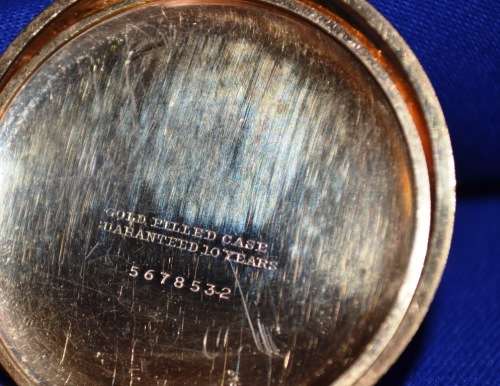 GOLD FILLED CASE
GUARANTEED 10 YEARS
5678532